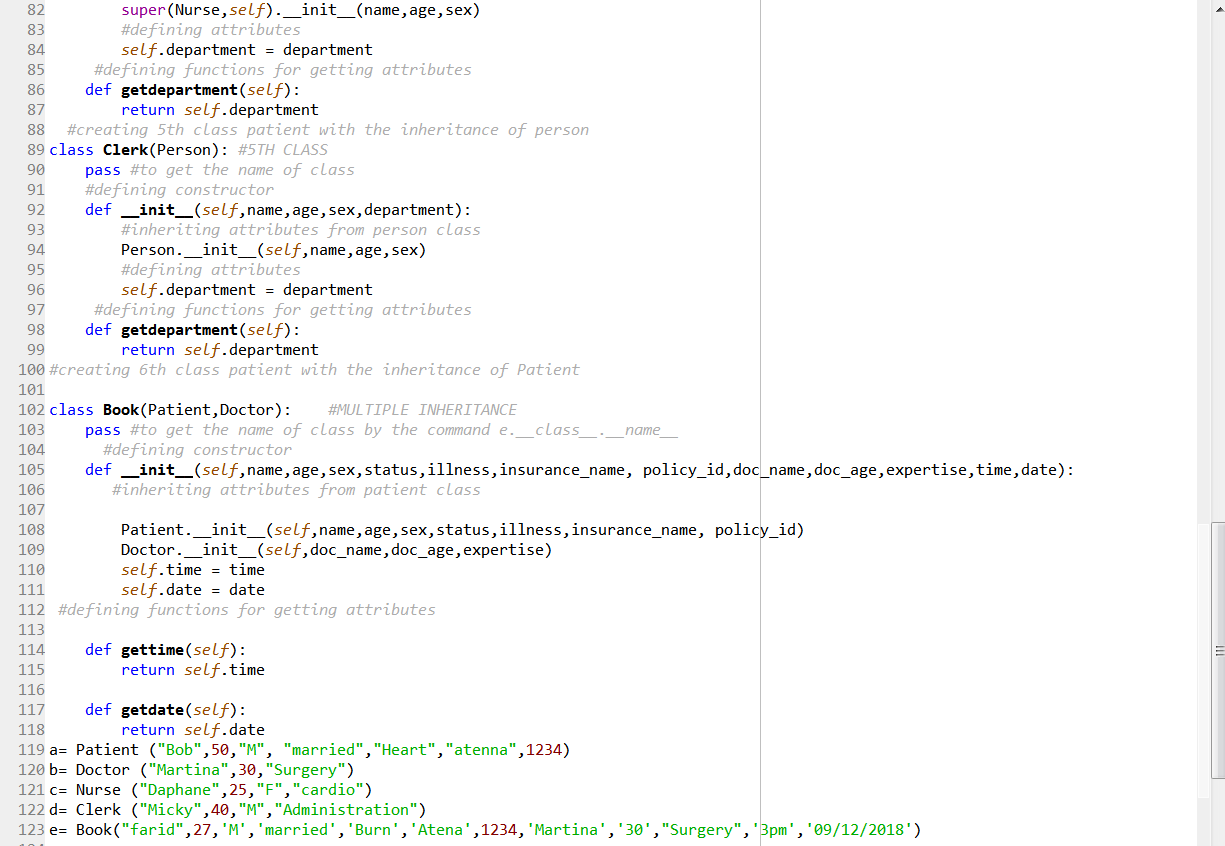 82 super(Nurse,self).__init__(name,age,sex)
83 #defining attributes
84 self.department = department
85 #defining functions for getting attributes
86 def getdepartment(self):
87 return self.department
88 #creating 5th class patient with the inheritance of person
89 class Clerk(Person): #5TH CLASS
90 pass #to get the name of class
91 #defining constructor
92 def __init__(self,name,age,sex,department):
93 #inheriting attributes from person class
94 Person.__init__(self,name,age,sex)
95 #defining attributes
96 self.department = department
97 #defining functions for getting attributes
98 def getdepartment(self):
99 return self.department
100 #creating 6th class patient with the inheritance of Patient
101
102 class Book(Patient,Doctor): #MULTIPLE INHERITANCE
103 pass #to get the name of class by the command e.__class__.__name__
104 #defining constructor
105 def __init__(self,name,age,sex,status,illness,insurance_name, policy_id,doc_name,doc_age,expertise,time,date):
106 #inheriting attributes from patient class
107
108 Patient.__init__(self,name,age,sex,status,illness,insurance_name, policy_id)
109 Doctor.__init__(self,doc_name,doc_age,expertise)
110 self.time = time
111 self.date = date
112 #defining functions for getting attributes
113
114 def gettime(self):
115 return self.time
116
117 def getdate(self):
118 return self.date
119 a= Patient ("Bob",50,"M", "married","Heart","atenna",1234)
120 b= Doctor ("Martina",30,"Surgery")
121 c= Nurse ("Daphane",25,"F","cardio")
122 d= Clerk ("Micky",40,"M","Administration")
123 e= Book("farid",27,'M','married','Burn','Atena',1234,'Martina','30',"Surgery",'3pm','09/12/2018')